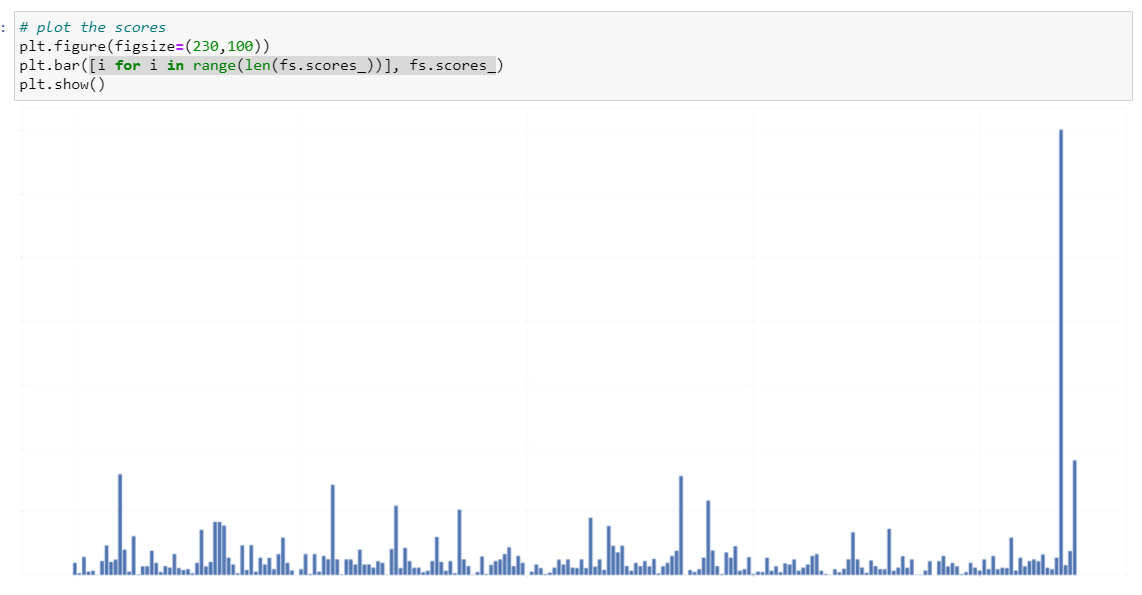 :
# plot the scores
plt.figure(figsize=(230,100))
plt.bar([i for i in range(len(fs.scores_))], fs.scores_)
plt.show()